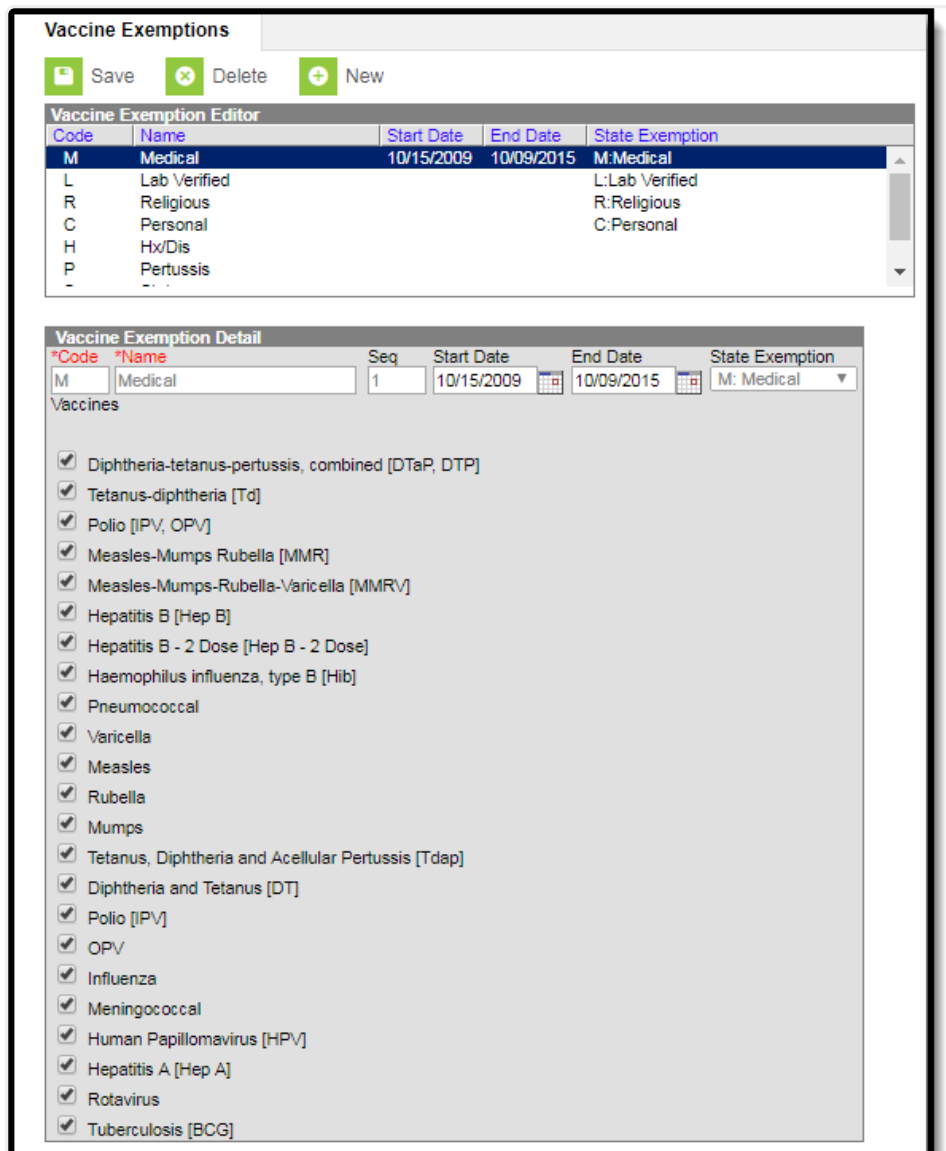 Vaccine Exemptions
Save Delete New
Vaccine Exemption Editor
Code Name Start Date End Date State Exemption
M Medical 10/15/2009 10/09/2015 M:Medical
L Lab Verified L:Lab Verified
R Religious R:Religious
C Personal C:Personal
H Hx/Dis
P Pertussis
Vaccine Exemption Detail
*Code *Name Seq Start Date End Date State Exemption
M Medical 1 10/15/2009 10/09/2015 M: Medical
Vaccines
Diphtheria-tetanus-pertussis, combined [DTaP, DTP]
Tetanus-diphtheria [Td]
Polio [IPV, OPV]
Measles-Mumps Rubella [MMR]
Measles-Mumps-Rubella-Varicella [MMRV]
Hepatitis B [Hep B]
Hepatitis B - 2 Dose [Hep B - 2 Dose]
Haemophilus influenza, type B [Hib]
Pneumococcal
Varicella
Measles
Rubella
Mumps
Tetanus, Diphtheria and Acellular Pertussis [Tdap]
Diphtheria and Tetanus [DT]
Polio [IPV]
OPV
Influenza
Meningococcal
Human Papillomavirus [HPV]
Hepatitis A [Hep A]
Rotavirus
Tuberculosis [BCG]